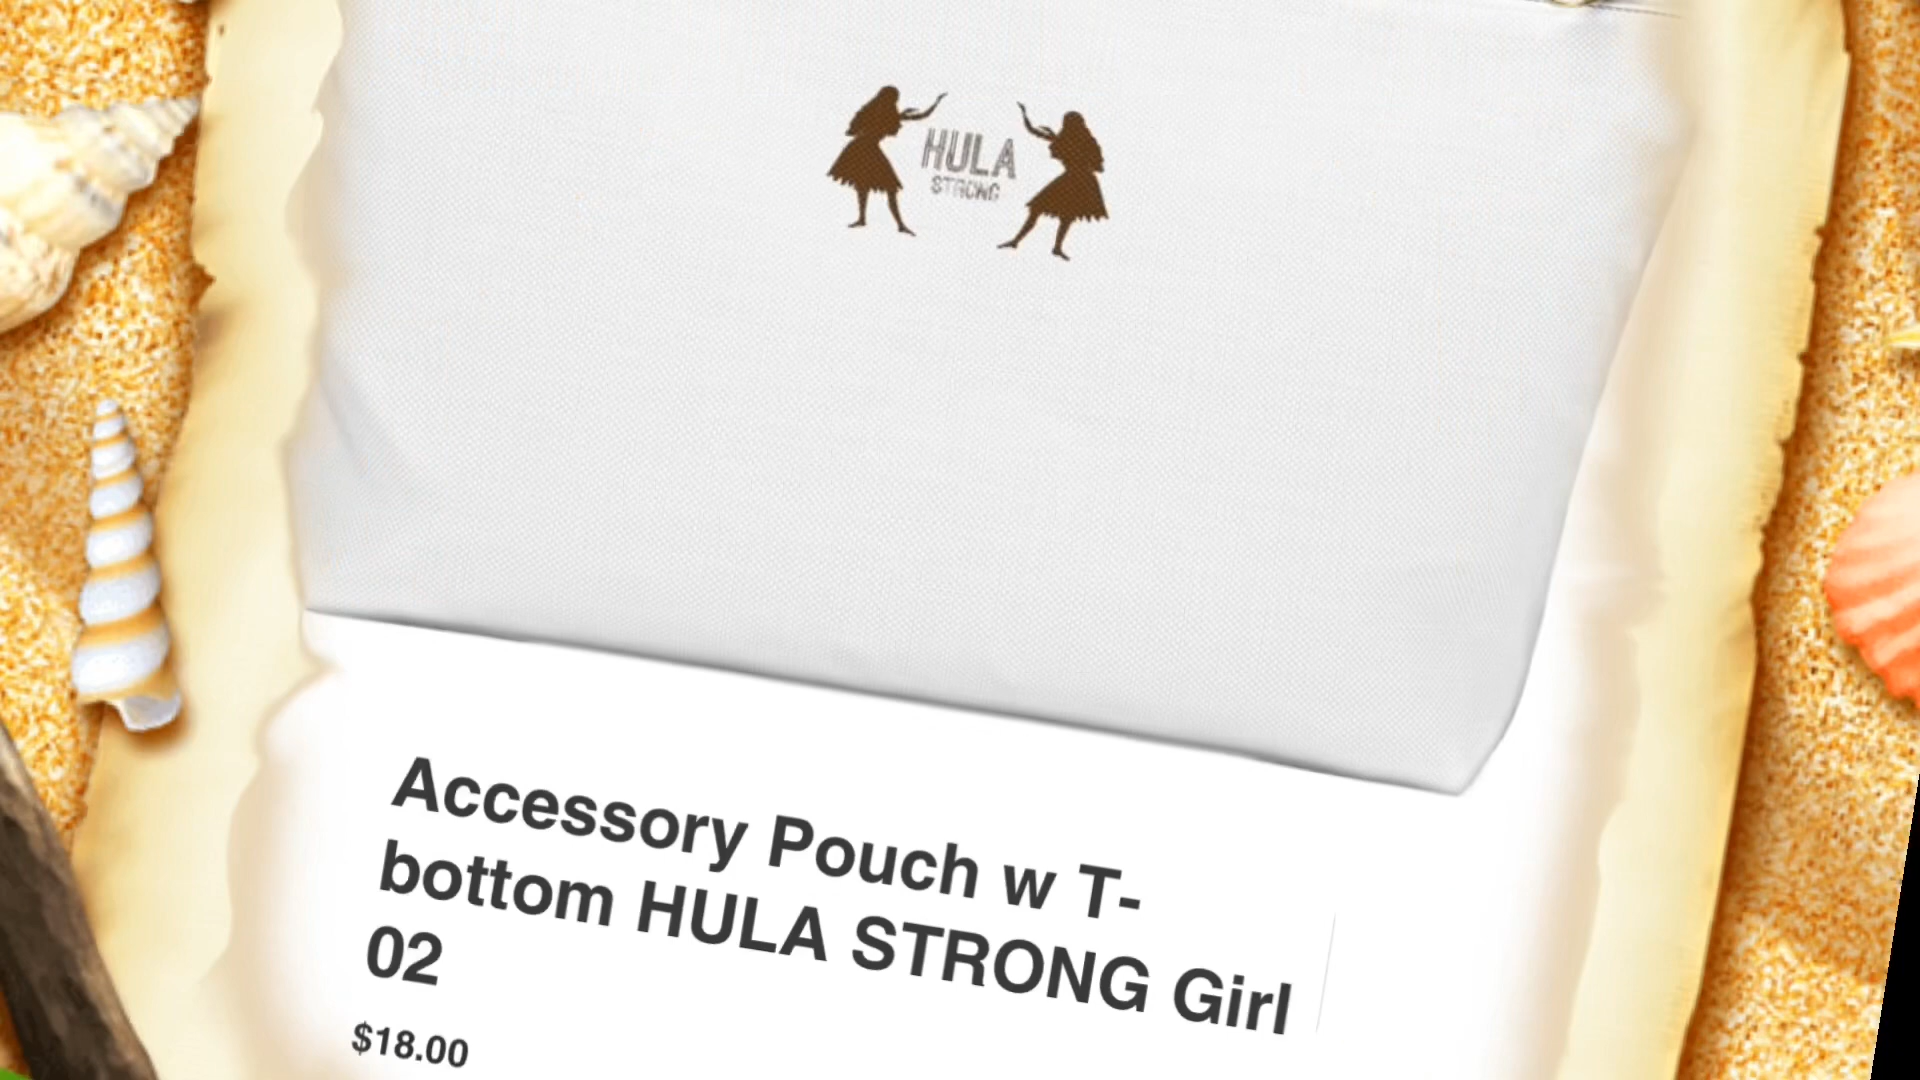 HULA
STRONG
Accessory Pouch w T-
bottom HULA STRONG Girl
02
$18.00